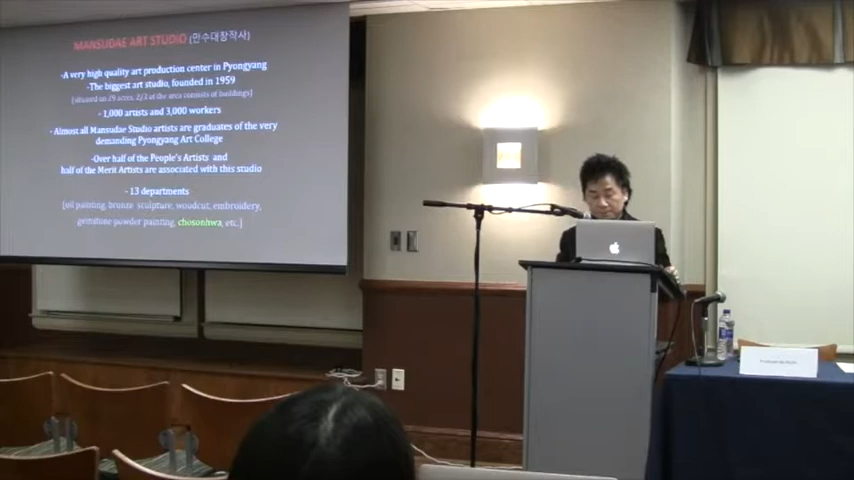 MANSUDAE ART STUDIO (만수대창작사)
-A very high quality art production center in Pyongyang
-The biggest art studio, founded in 1959
[situated on 29 acres, 2/3 of the area consists of buildings]
- 1,000 artists and 3,000 workers
- Almost all Mansudae Studio artists are graduates of the very
demanding Pyongyang Art College
-Over half of the People's Artists and
half of the Merit Artists are associated with this studio
- 13 departments
[oil painting, bronze sculpture, woodcut, embroidery,
gemstone powder painting, chosonhwa, etc.]